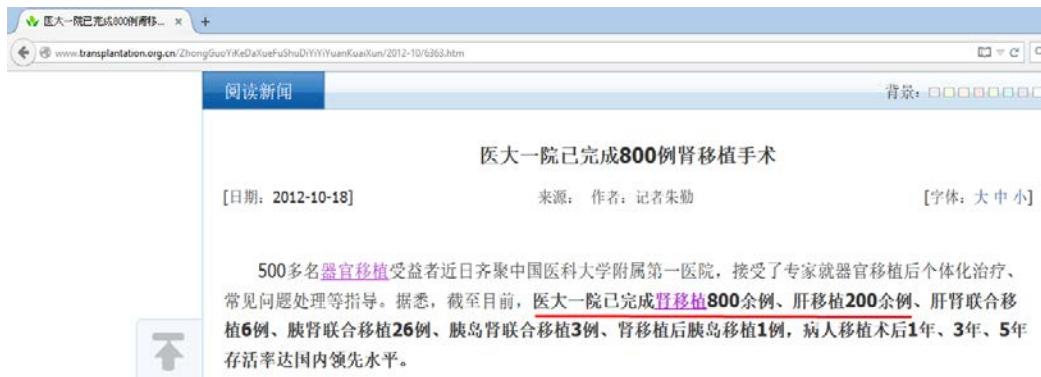 医大一院已完成800例肾移... × +
www.transplantation.org.cn/ZhongGuoYiKeDaXueFuShuDiYiYiYuanKuaiXun/2012-10/6363.htm
阅读新闻 背景：
医大一院已完成800例肾移植手术
[日期：2012-10-18] 来源： 作者：记者朱勤 [字体：大 中 小]
500多名器官移植受益者近日齐聚中国医科大学附属第一医院，接受了专家就器官移植后个体化治疗、
常见问题处理等指导。据悉，截至目前，医大一院已完成肾移植800余例、肝移植200余例、肝肾联合移
植6例、胰肾联合移植26例、胰岛肾联合移植3例、肾移植后胰岛移植1例，病人移植术后1年、3年、5年
存活率达国内领先水平。